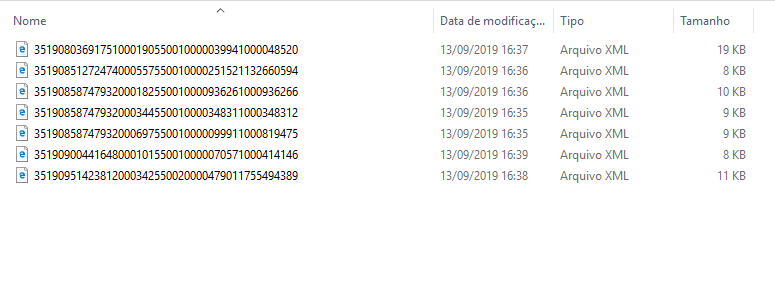 Nome Data de modificaç... Tipo Tamanho
35190803691751000190550010000039941000048520 13/09/2019 16:37 Arquivo XML 19 KB
35190851272474000557550010000251521132660594 13/09/2019 16:36 Arquivo XML 8 KB
35190858747932000182550010000936261000936266 13/09/2019 16:36 Arquivo XML 10 KB
35190858747932000344550010000348311000348312 13/09/2019 16:35 Arquivo XML 9 KB
35190858747932000697550010000099911000819475 13/09/2019 16:35 Arquivo XML 9 KB
35190900441648000101550010000070571000414146 13/09/2019 16:39 Arquivo XML 8 KB
35190951423812000342550020000479011755494389 13/09/2019 16:38 Arquivo XML 11 KB